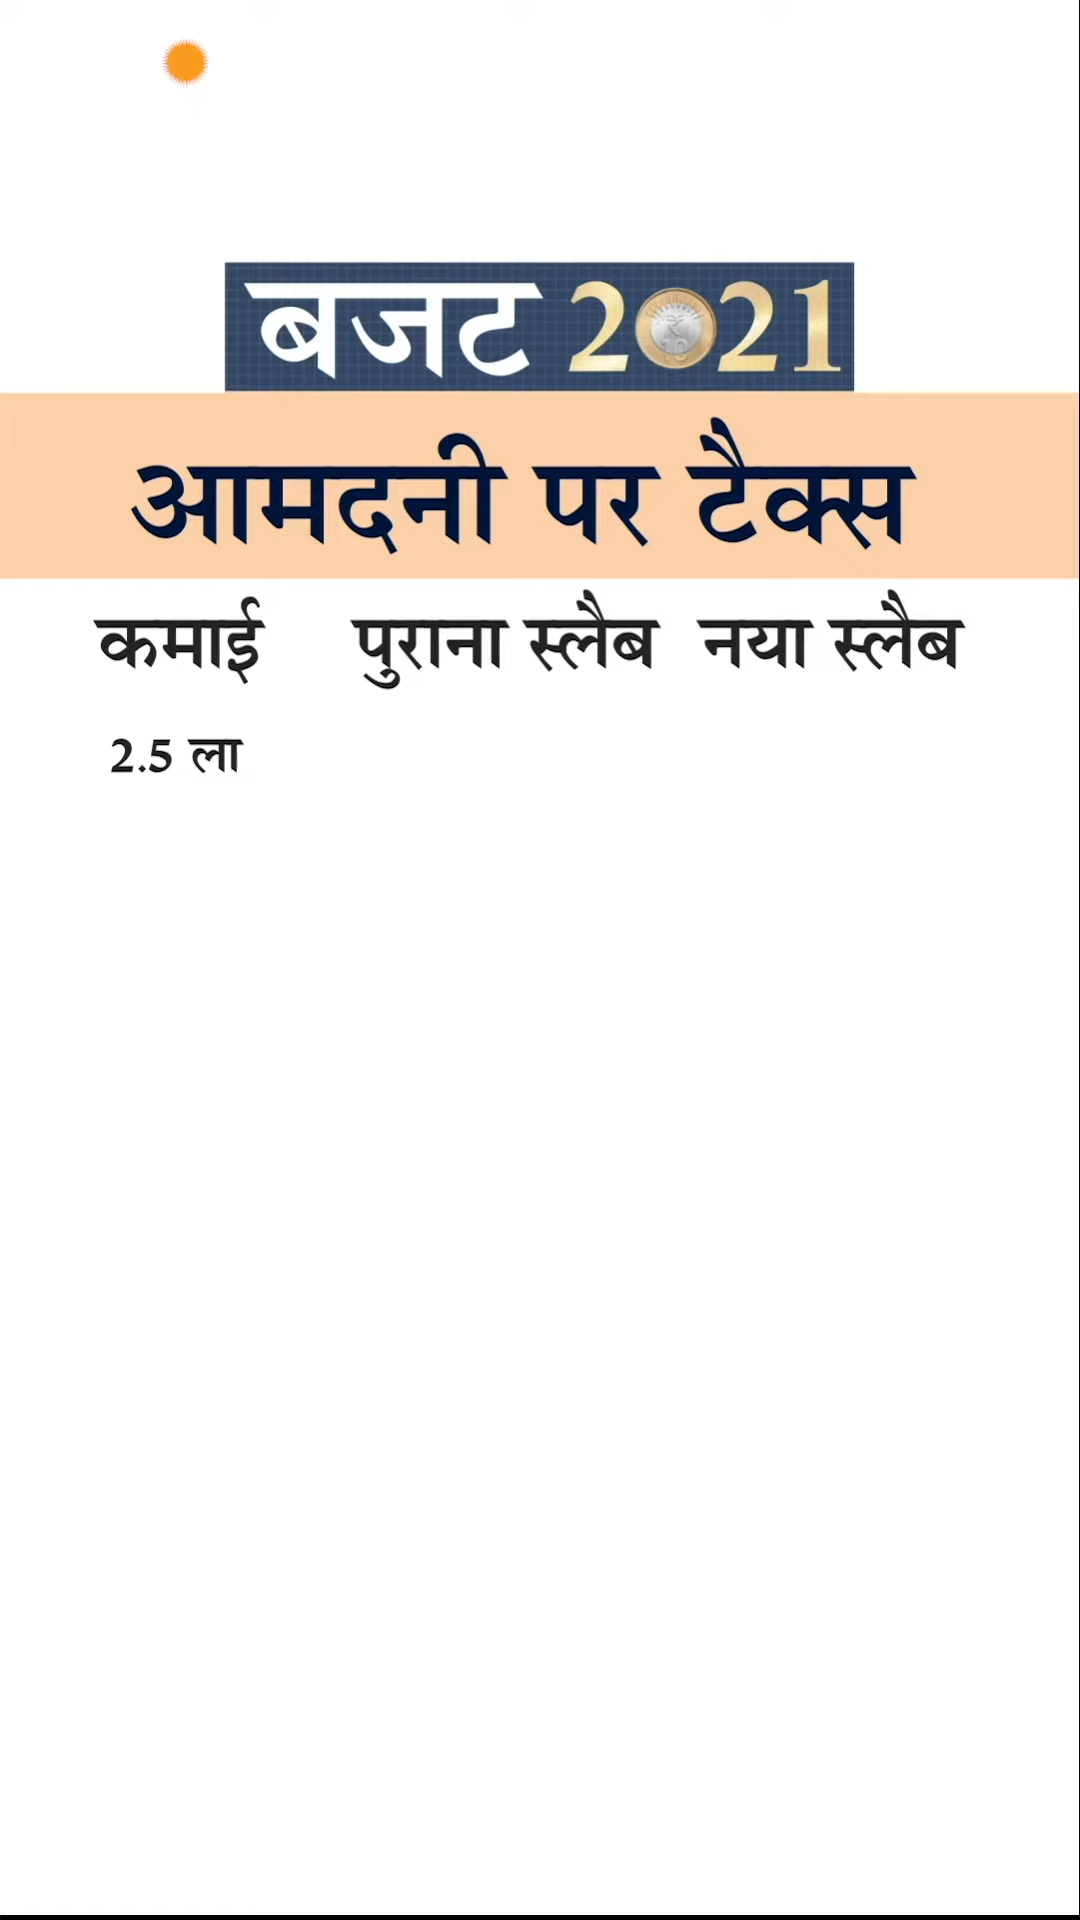 बजट 2021
आमदनी पर टैक्स
कमाई पुराना स्लैब नया स्लैब
2.5 ला